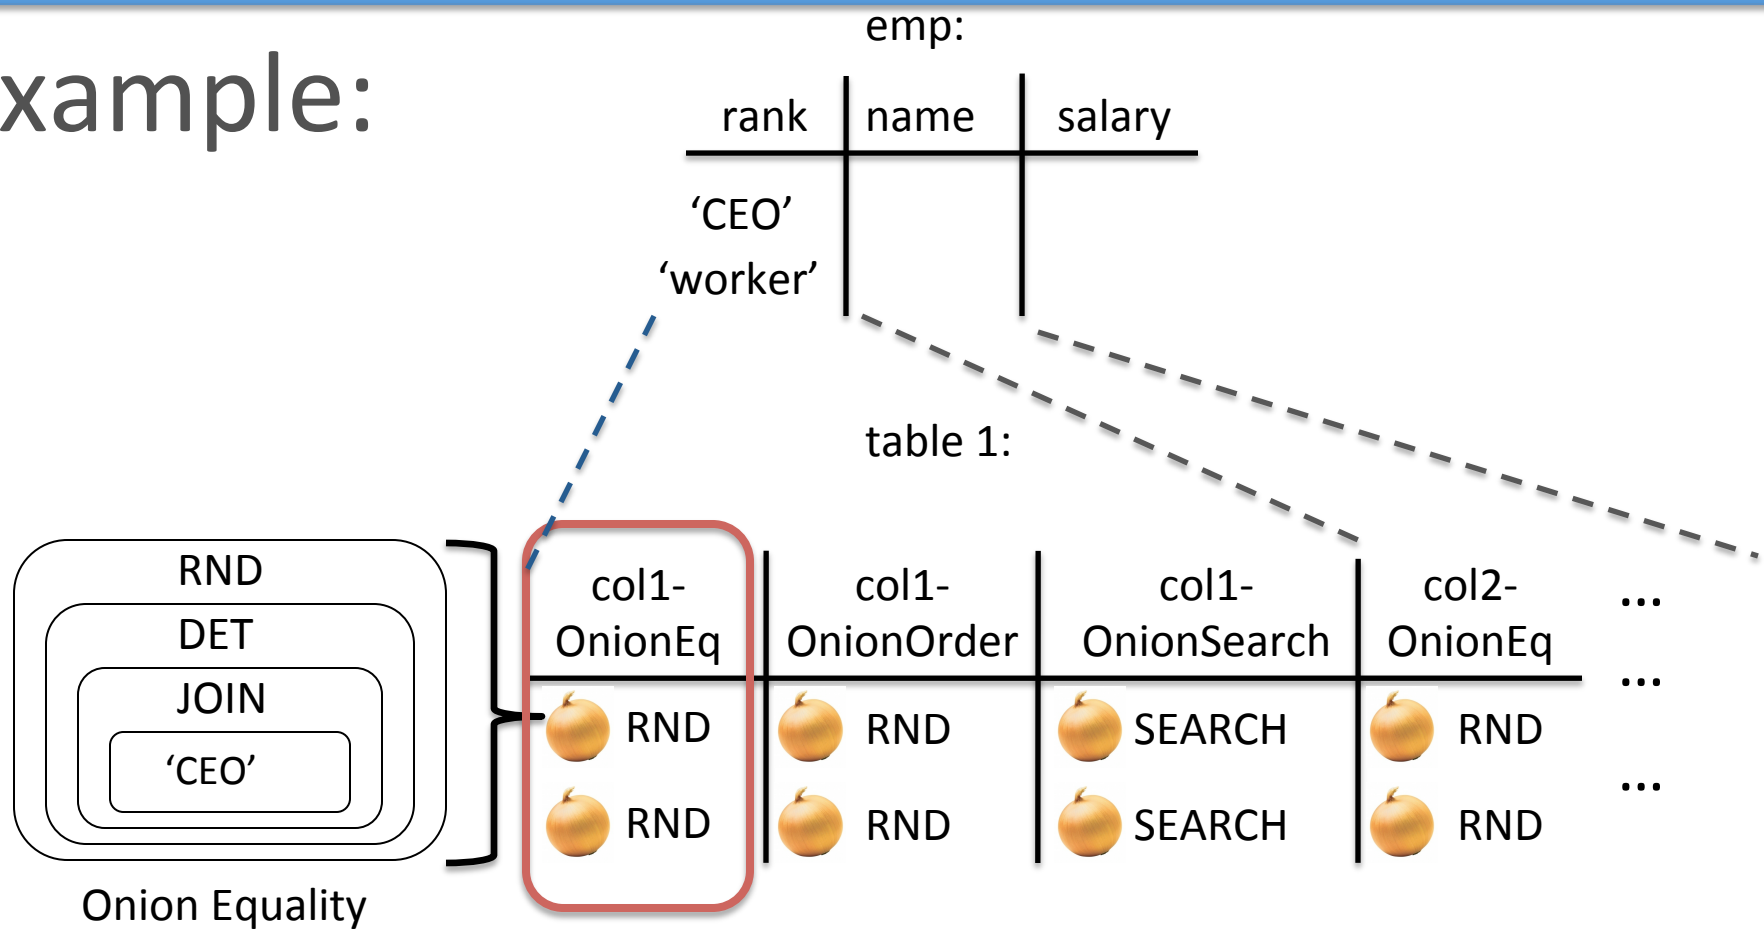 emp:
xample:
rank name salary
‘CEO’
‘worker’
table 1:
RND
DET
JOIN
‘CEO’
Onion Equality
col1- col1- col1- col2- ...
OnionEq OnionOrder OnionSearch OnionEq
...
RND RND SEARCH RND
...
RND RND SEARCH RND